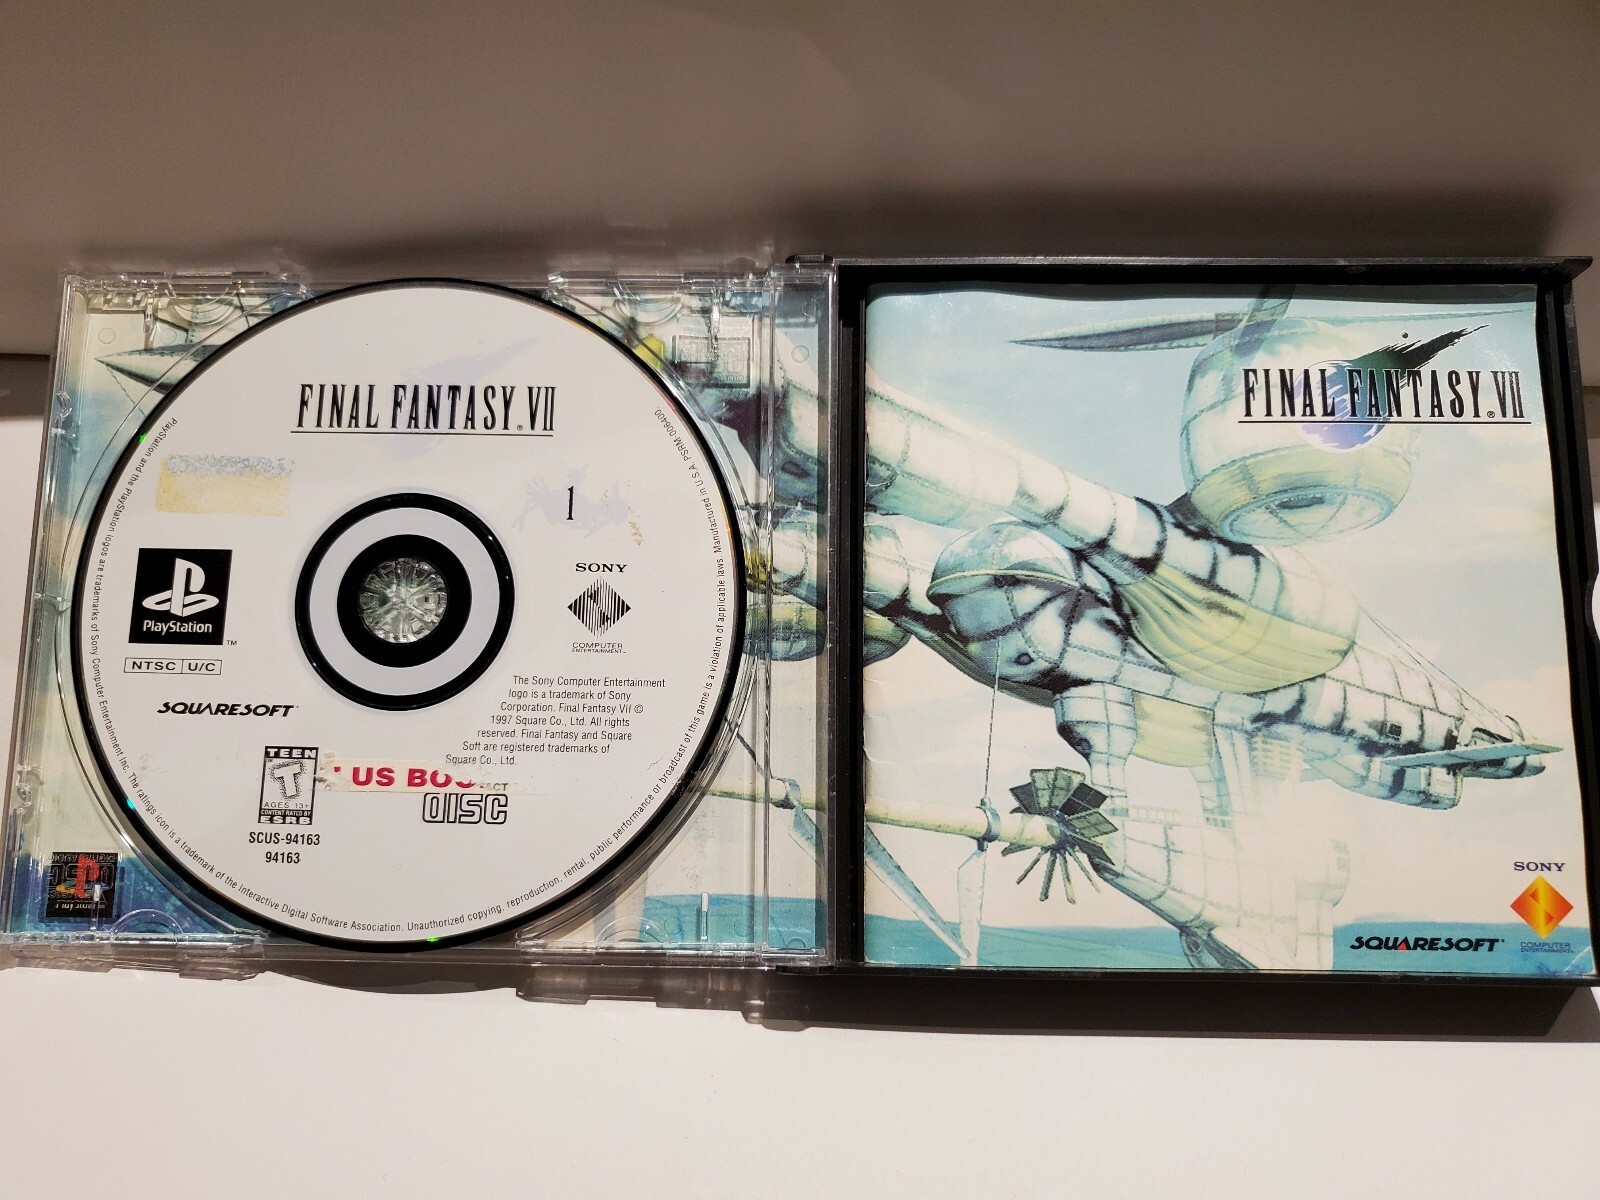 FINAL FANTASY® VII
1
PlayStation™
NTSC U/C
SQUARESOFT®
SONY
COMPUTER
ENTERTAINMENT™
The Sony Computer Entertainment
logo is a trademark of Sony
Corporation. Final Fantasy VII ©
1997 Square Co., Ltd. All rights
reserved. Final Fantasy and Square
Soft are registered trademarks of
Square Co., Ltd.
TEEN
T
AGES 13+
CONTENT RATED BY
ESRB
US
DISC
SCUS-94163
94163
PlayStation and the PlayStation logos are trademarks of Sony Computer Entertainment Inc. The ratings icon is a trademark of the Interactive Digital Software Association. Unauthorized copying, reproduction, rental, public performance or broadcast of this game is a violation of applicable laws. Manufactured in U.S.A. PSRM-006400
FINAL FANTASY® VII
SONY
COMPUTER
ENTERTAINMENT™
SQUARESOFT®